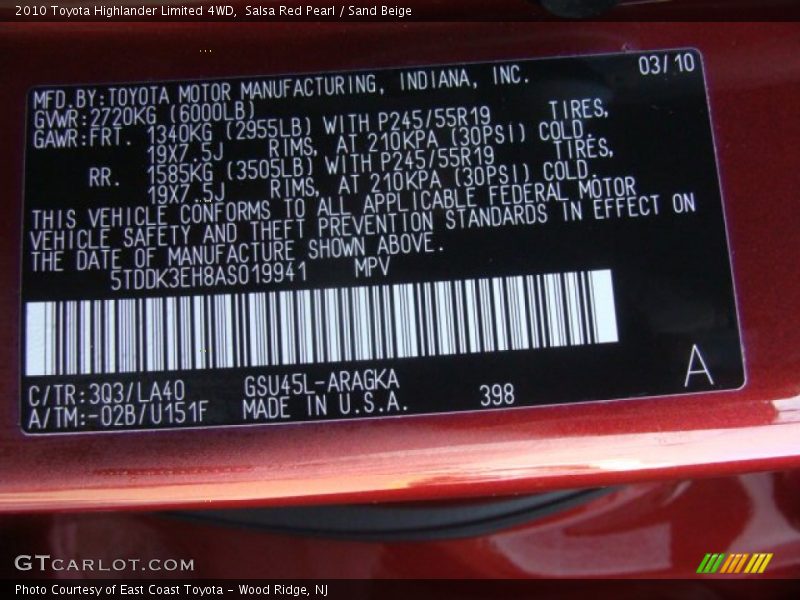 2010 Toyota Highlander Limited 4WD, Salsa Red Pearl / Sand Beige
MFD.BY:TOYOTA MOTOR MANUFACTURING, INDIANA, INC. 03/10
GVWR:2720KG (6000LB)
GAWR:FRT. 1340KG (2955LB) WITH P245/55R19 TIRES,
19X7.5J RIMS, AT 210KPA (30PSI) COLD.
RR. 1585KG (3505LB) WITH P245/55R19 TIRES,
19X7.5J RIMS, AT 210KPA (30PSI) COLD.
THIS VEHICLE CONFORMS TO ALL APPLICABLE FEDERAL MOTOR
VEHICLE SAFETY AND THEFT PREVENTION STANDARDS IN EFFECT ON
THE DATE OF MANUFACTURE SHOWN ABOVE.
5TDDK3EH8AS019941 MPV
C/TR:3Q3/LA40 GSU45L-ARAGKA
A/TM:-02B/U151F MADE IN U.S.A. 398
A
GTCARLOT.COM
Photo Courtesy of East Coast Toyota - Wood Ridge, NJ